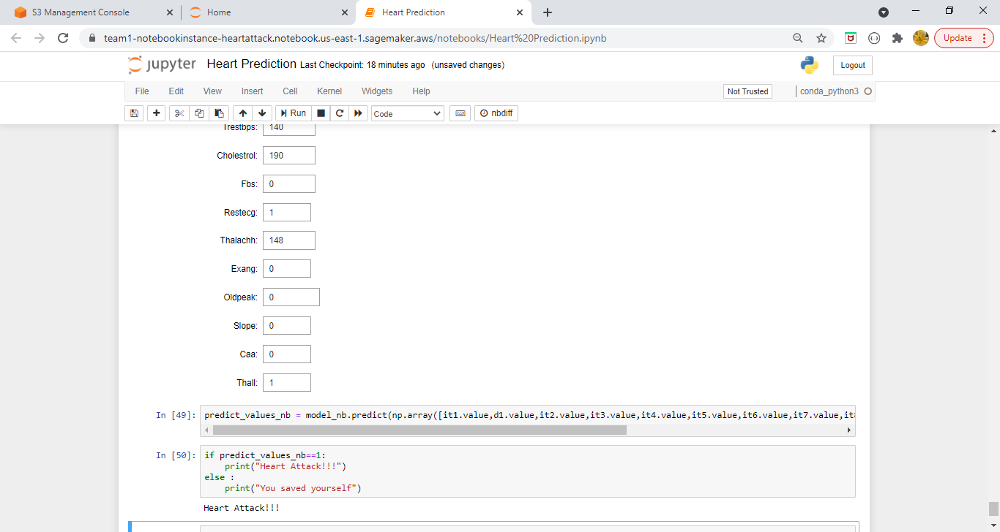 S3 Management Console
Home
Heart Prediction
team1-notebookinstance-heartattack.notebook.us-east-1.sagemaker.aws/notebooks/Heart%20Prediction.ipynb
Update
jupyter Heart Prediction Last Checkpoint: 18 minutes ago (unsaved changes)
Logout
File Edit View Insert Cell Kernel Widgets Help
Not Trusted
conda_python3
Run
Code
nbdiff
Trestbps: 140
Cholestrol: 190
Fbs: 0
Restecg: 1
Thalachh: 148
Exang: 0
Oldpeak: 0
Slope: 0
Caa: 0
Thall: 1
In [49]: predict_values_nb = model_nb.predict(np.array([it1.value,d1.value,it2.value,it3.value,it4.value,it5.value,it6.value,it7.value,it8
In [50]: if predict_values_nb==1:
print("Heart Attack!!!")
else :
print("You saved yourself")
Heart Attack!!!